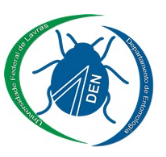 Universidade Federal de Lavras
Departamento de Entomologia
DEN